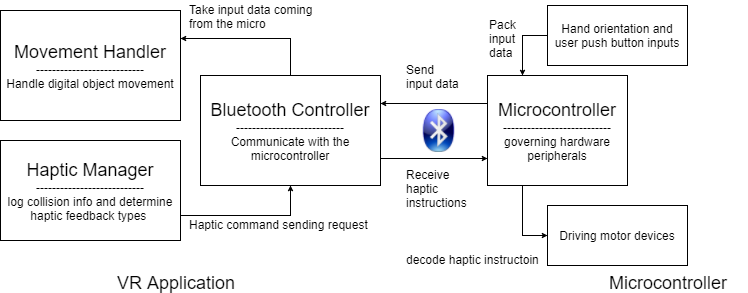 Take input data coming
from the micro
Movement Handler
---------------------------
Handle digital object movement
Pack
input
data
Hand orientation and
user push button inputs
Send
input data
Bluetooth Controller
---------------------------
Communicate with the
microcontroller
Microcontroller
---------------------------
governing hardware
peripherals
Haptic Manager
---------------------------
log collision info and determine
haptic feedback types
Receive
haptic
instructions
Haptic command sending request
Driving motor devices
decode haptic instructoin
VR Application
Microcontroller